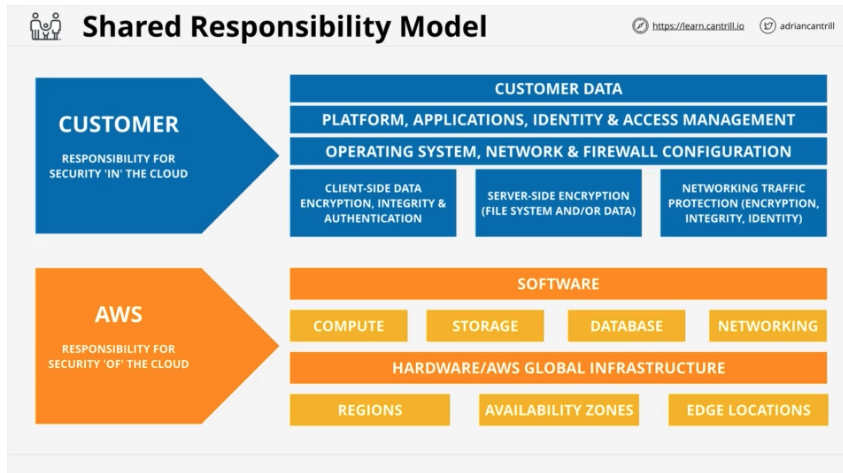 Shared Responsibility Model
https://learn.cantrill.io
adriancantrill
CUSTOMER
RESPONSIBILITY FOR
SECURITY 'IN' THE CLOUD
CUSTOMER DATA
PLATFORM, APPLICATIONS, IDENTITY & ACCESS MANAGEMENT
OPERATING SYSTEM, NETWORK & FIREWALL CONFIGURATION
CLIENT-SIDE DATA
ENCRYPTION, INTEGRITY &
AUTHENTICATION
SERVER-SIDE ENCRYPTION
(FILE SYSTEM AND/OR DATA)
NETWORKING TRAFFIC
PROTECTION (ENCRYPTION,
INTEGRITY, IDENTITY)
AWS
RESPONSIBILITY FOR
SECURITY 'OF' THE CLOUD
SOFTWARE
COMPUTE
STORAGE
DATABASE
NETWORKING
HARDWARE/AWS GLOBAL INFRASTRUCTURE
REGIONS
AVAILABILITY ZONES
EDGE LOCATIONS